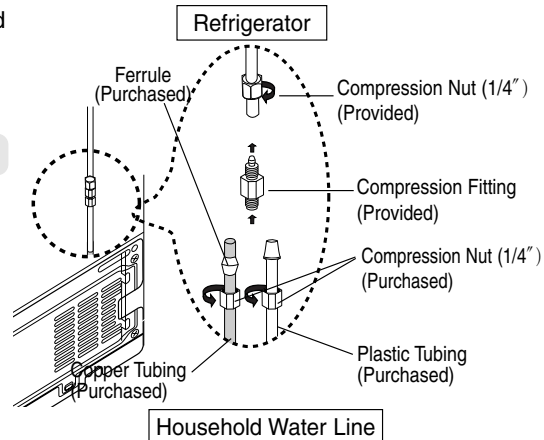 d
Refrigerator
Ferrule
(Purchased)
Compression Nut (1/4″)
(Provided)
Compression Fitting
(Provided)
Compression Nut (1/4″)
(Purchased)
Plastic Tubing
(Purchased)
Copper Tubing
(Purchased)
Household Water Line